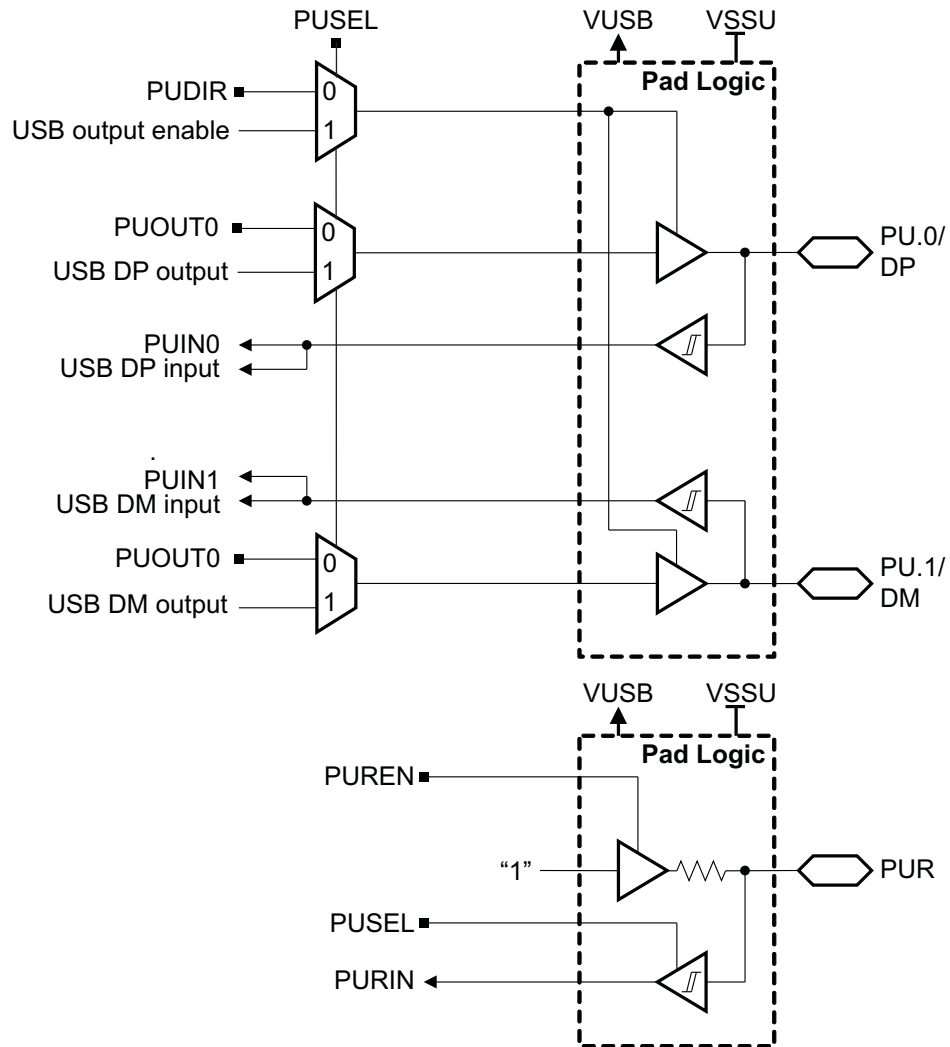 PUSEL
VUSB
VSSU
Pad Logic
PUDIR
0
USB output enable
1
PUOUT0
0
USB DP output
1
PU.0/
DP
PUIN0
USB DP input
.
PUIN1
USB DM input
PUOUT0
0
USB DM output
1
PU.1/
DM
VUSB
VSSU
Pad Logic
PUREN
“1”
PUR
PUSEL
PURIN